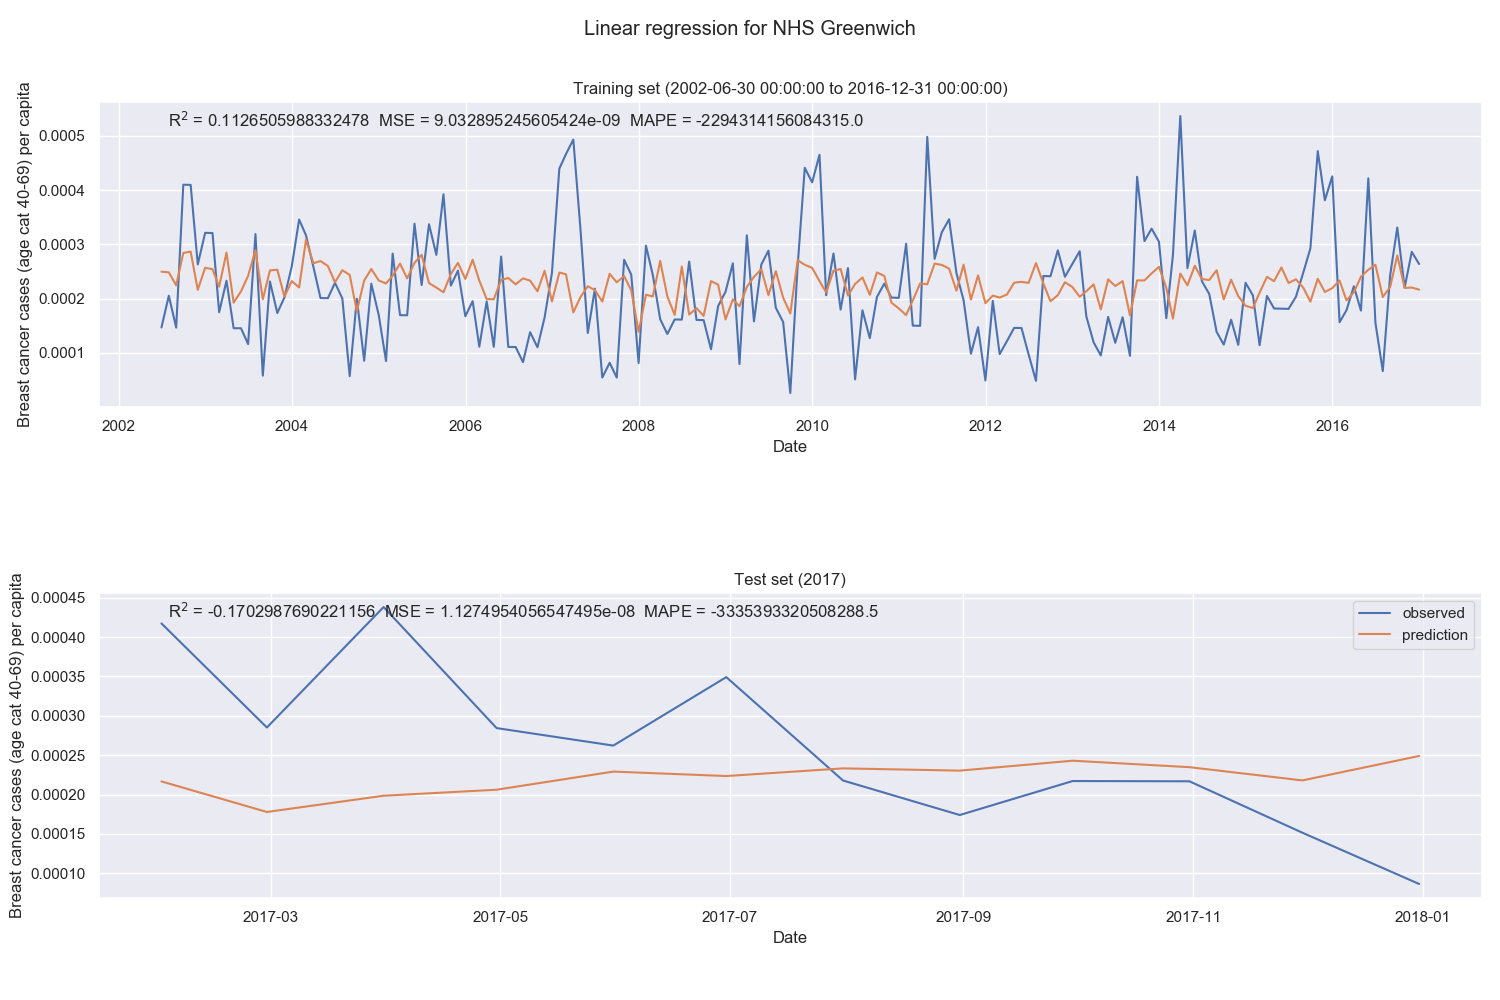 Linear regression for NHS Greenwich
Training set (2002-06-30 00:00:00 to 2016-12-31 00:00:00)
R² = 0.1126505988332478 MSE = 9.032895245605424e-09 MAPE = -2294314156084315.0
Breast cancer cases (age cat 40-69) per capita
0.0005
0.0004
0.0003
0.0002
0.0001
2002 2004 2006 2008 2010 2012 2014 2016
Date
Test set (2017)
R² = -0.1702987690221156 MSE = 1.1274954056547495e-08 MAPE = -3335393320508288.5
observed
prediction
Breast cancer cases (age cat 40-69) per capita
0.00045
0.00040
0.00035
0.00030
0.00025
0.00020
0.00015
0.00010
2017-03 2017-05 2017-07 2017-09 2017-11 2018-01
Date